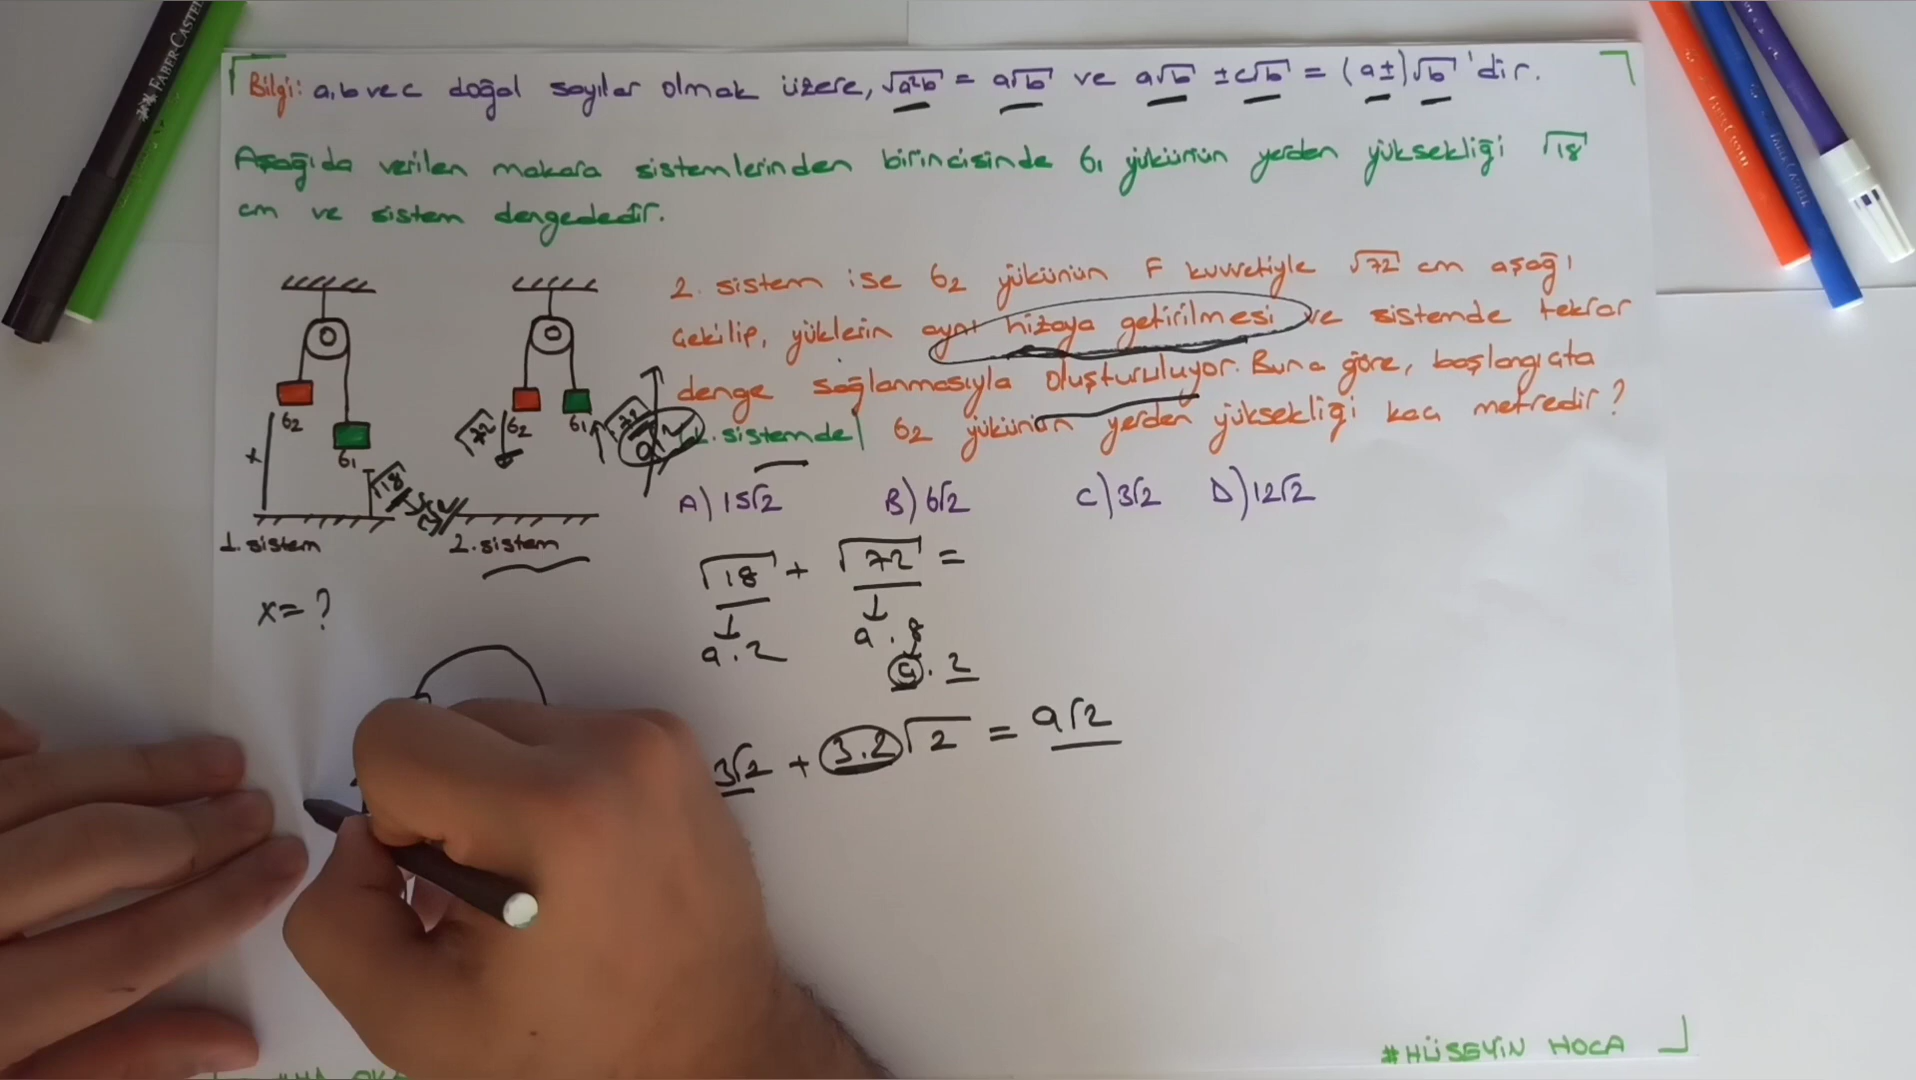 Bilgi: a,b ve c doğal sayılar olmak üzere, √a²b = a√b ve a√b ± c√b = (a±)√b 'dir.
Aşağıda verilen makara sistemlerinden birincisinde G₁ yükünün yerden yüksekliği √18
cm ve sistem dengededir.
2. sistem ise G₂ yükünün F kuvvetiyle √72 cm aşağı
çekilip, yüklerin aynı hizaya getirilmesi ve sistemde tekrar
denge sağlanmasıyla oluşturuluyor. Buna göre, başlangıçta
(1. sistemde) G₂ yükünün yerden yüksekliği kaç metredir?
G₂
G₁
x
√18
1. sistem
√72
G₂
G₁
√72
2. sistem
x = ?
A) 15√2 B) 6√2 C) 3√2 D) 12√2
√18 + √72 =
9.2 9.8
9.2
3√2 + 3.2√2 = 9√2
#HÜSEYİN HOCA
FABER-CASTELL